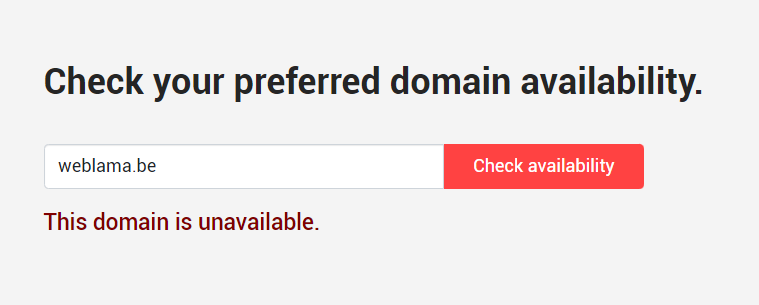 Check your preferred domain availability.
weblama.be
Check availability
This domain is unavailable.